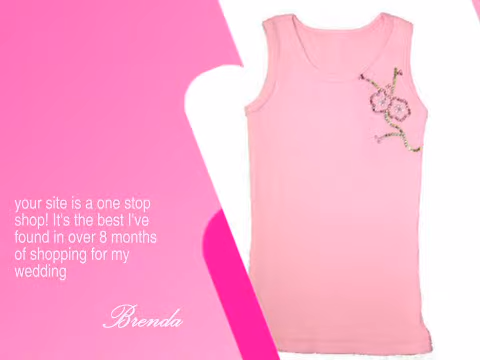 your site is a one stop
shop! It's the best I've
found in over 8 months
of shopping for my
wedding
Brenda